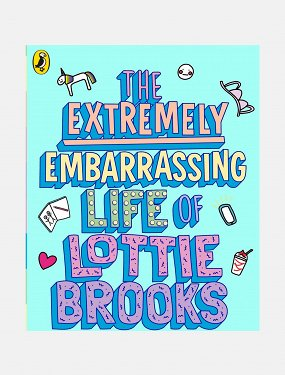 THE
EXTREMELY
EMBARRASSING
LIFE OF
LOTTIE
BROOKS